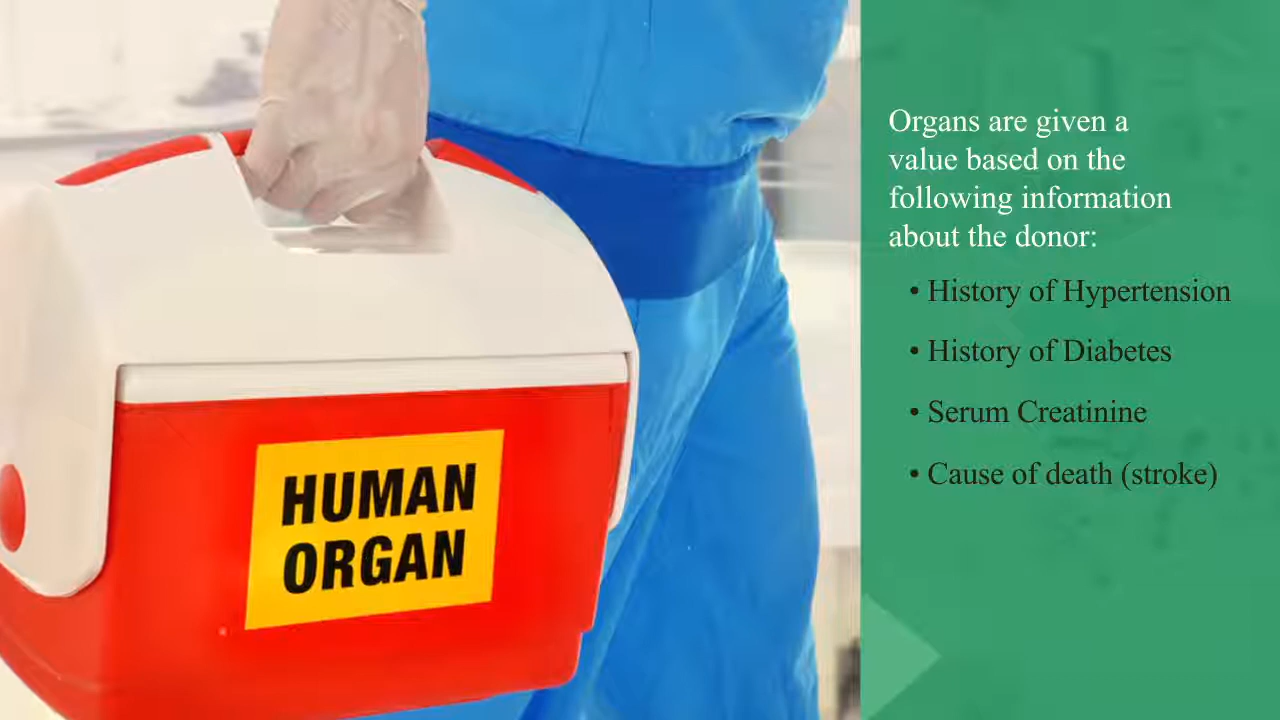 HUMAN
ORGAN
Organs are given a
value based on the
following information
about the donor:
• History of Hypertension
• History of Diabetes
• Serum Creatinine
• Cause of death (stroke)